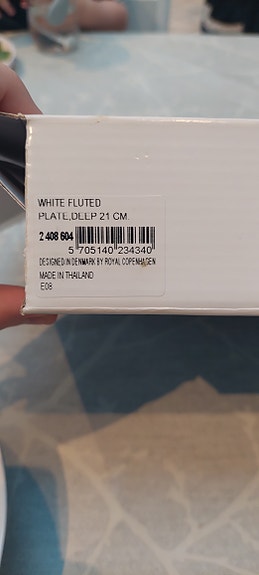 WHITE FLUTED
PLATE,DEEP 21 CM.
2 408 604
5 705140 234340
DESIGNED IN DENMARK BY ROYAL COPENHAGEN
MADE IN THAILAND
E08